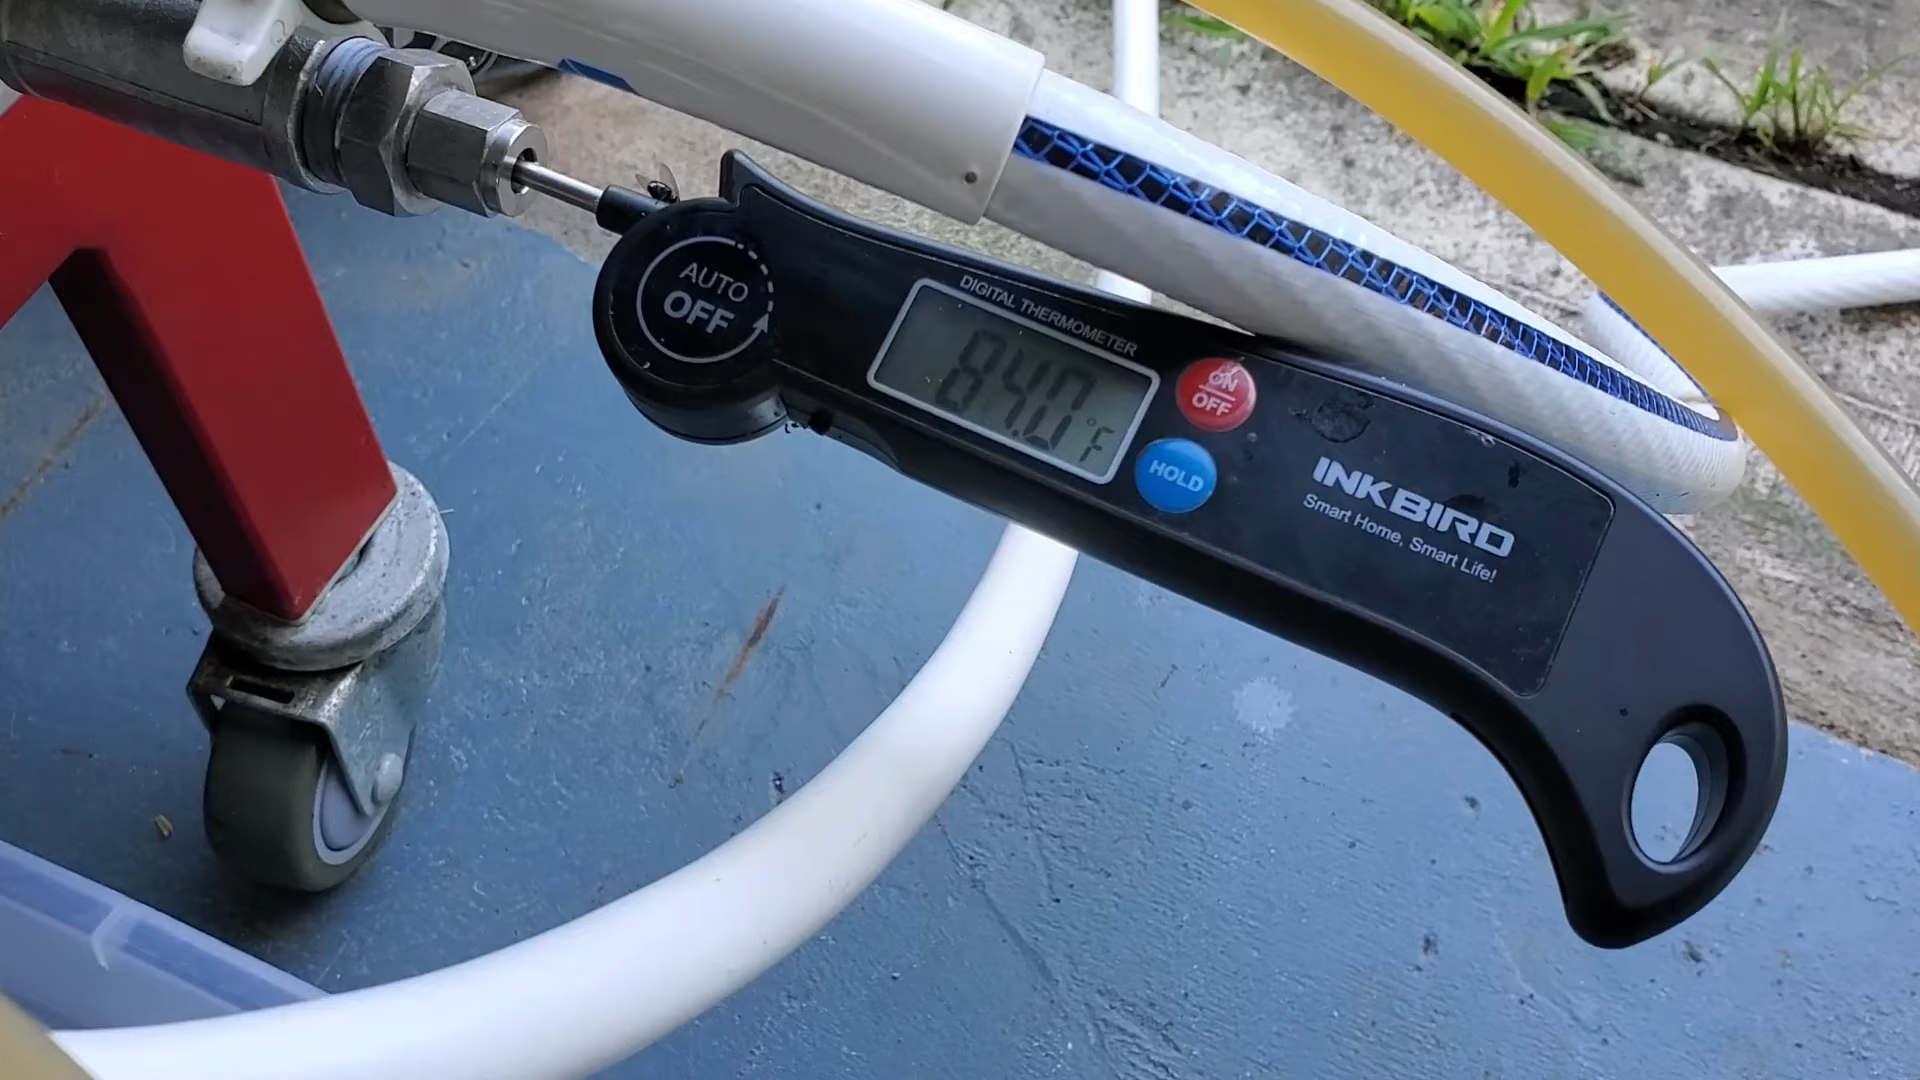 AUTO
OFF
DIGITAL THERMOMETER
84.0 °F
ON
OFF
HOLD
INKBIRD
Smart Home, Smart Life!